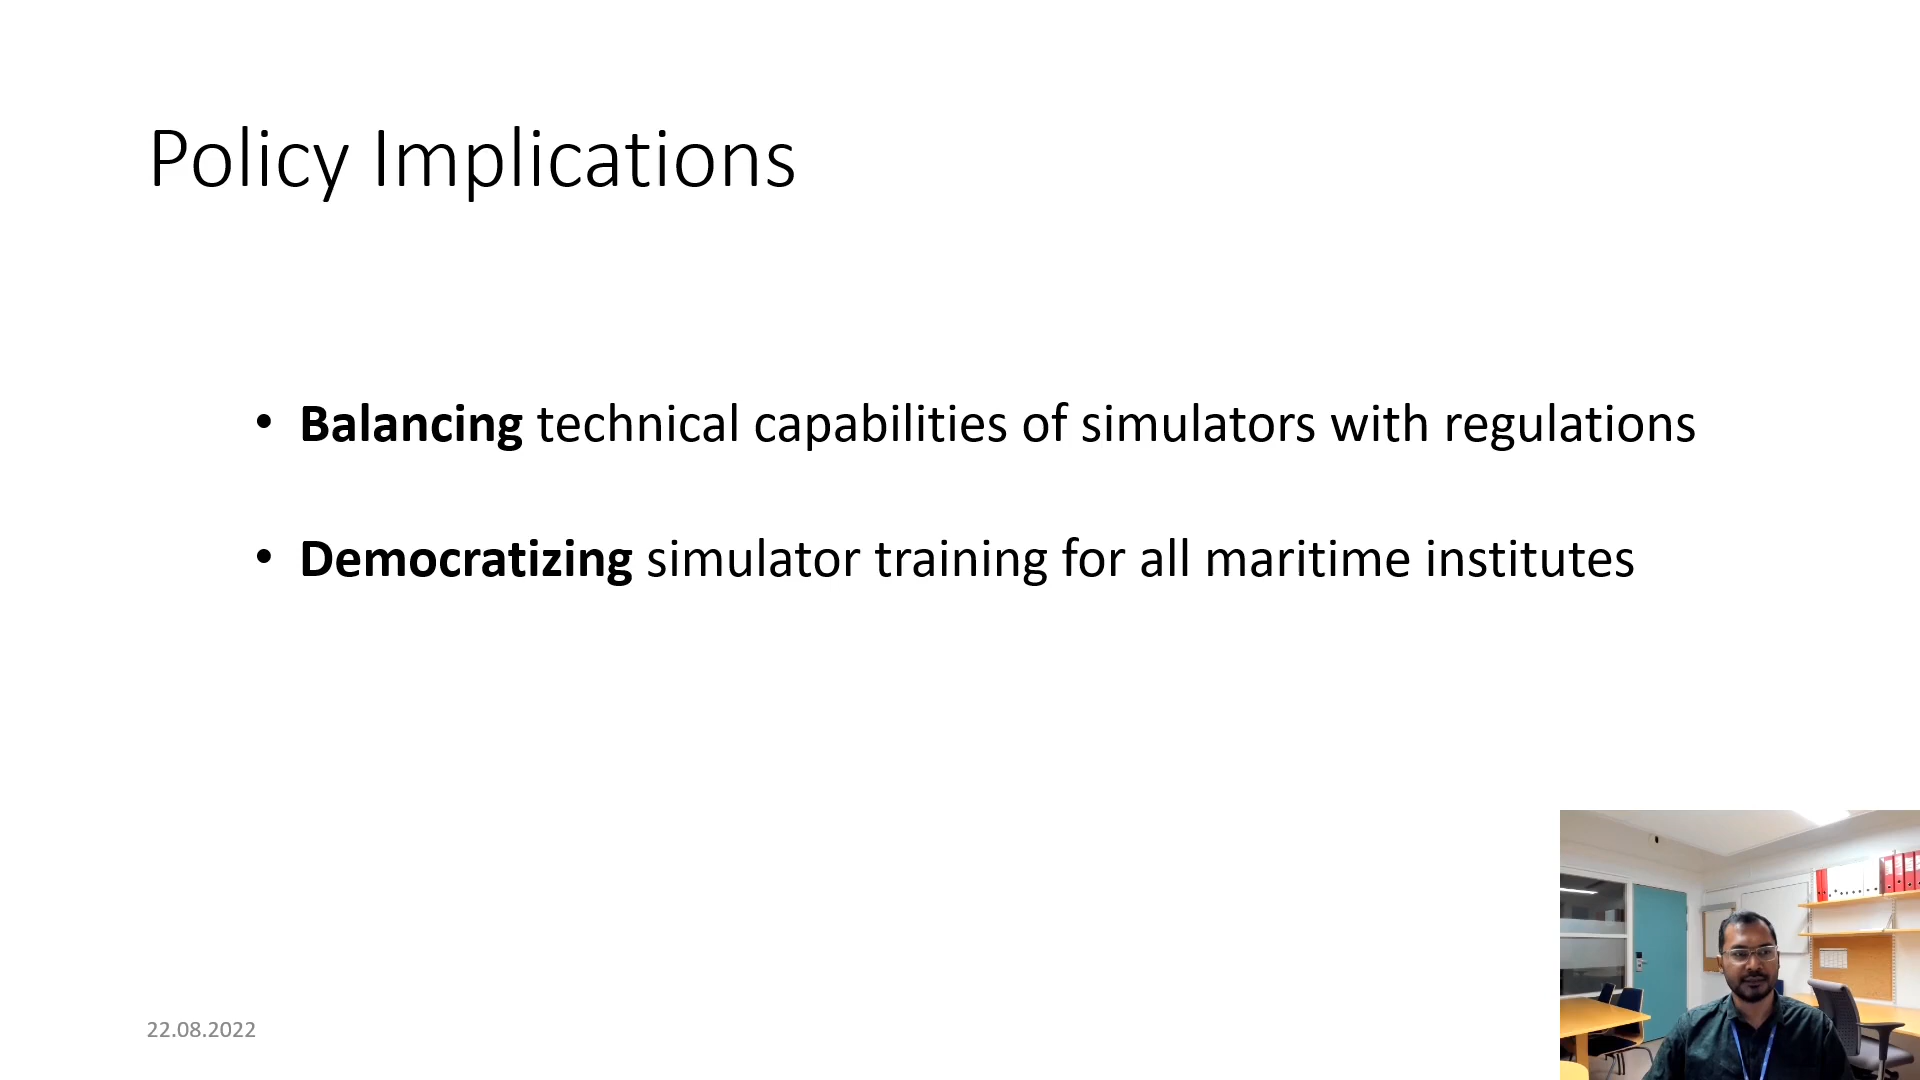 Policy Implications
• Balancing technical capabilities of simulators with regulations
• Democratizing simulator training for all maritime institutes
22.08.2022